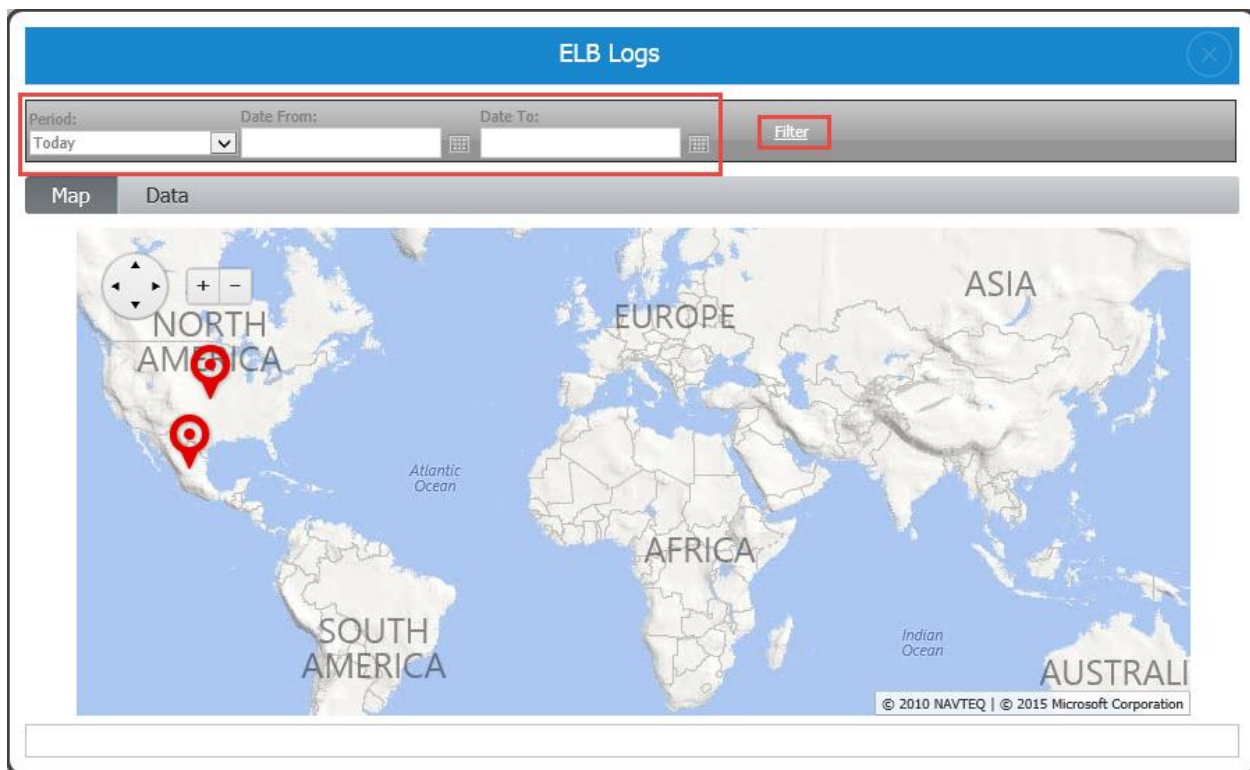 ELB Logs
Period:
Date From:
Date To:
Today
Filter
Map
Data
+
−
NORTH
AMERICA
EUROPE
ASIA
Atlantic
Ocean
AFRICA
SOUTH
AMERICA
Indian
Ocean
AUSTRALI
© 2010 NAVTEQ | © 2015 Microsoft Corporation